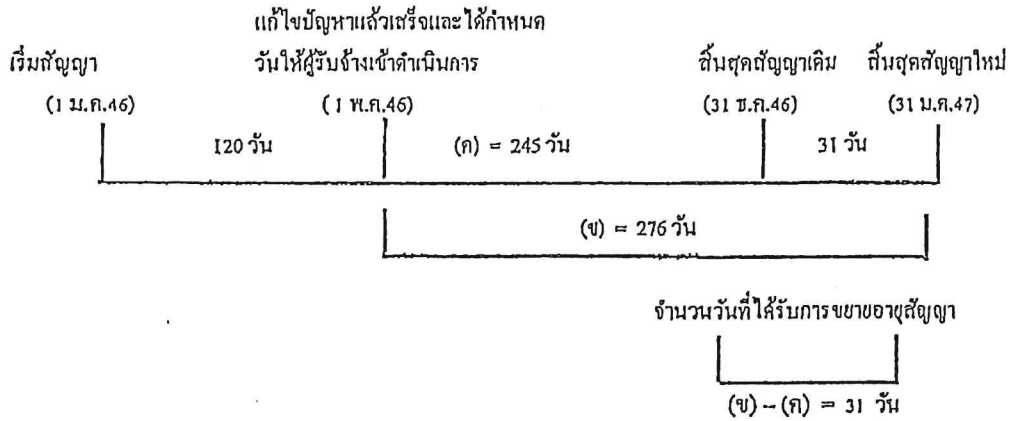 แก้ไขปัญหาแล้วเสร็จและได้กำหนด
เริ่มสัญญา วันให้ผู้รับจ้างเข้าดำเนินการ สิ้นสุดสัญญาเดิม สิ้นสุดสัญญาใหม่
(1 ม.ค.46) (1 พ.ค.46) (31 ธ.ค.46) (31 ม.ค.47)
120 วัน (ค) = 245 วัน 31 วัน
(ข) = 276 วัน
จำนวนวันที่ได้รับการขยายอายุสัญญา
(ข) – (ค) = 31 วัน